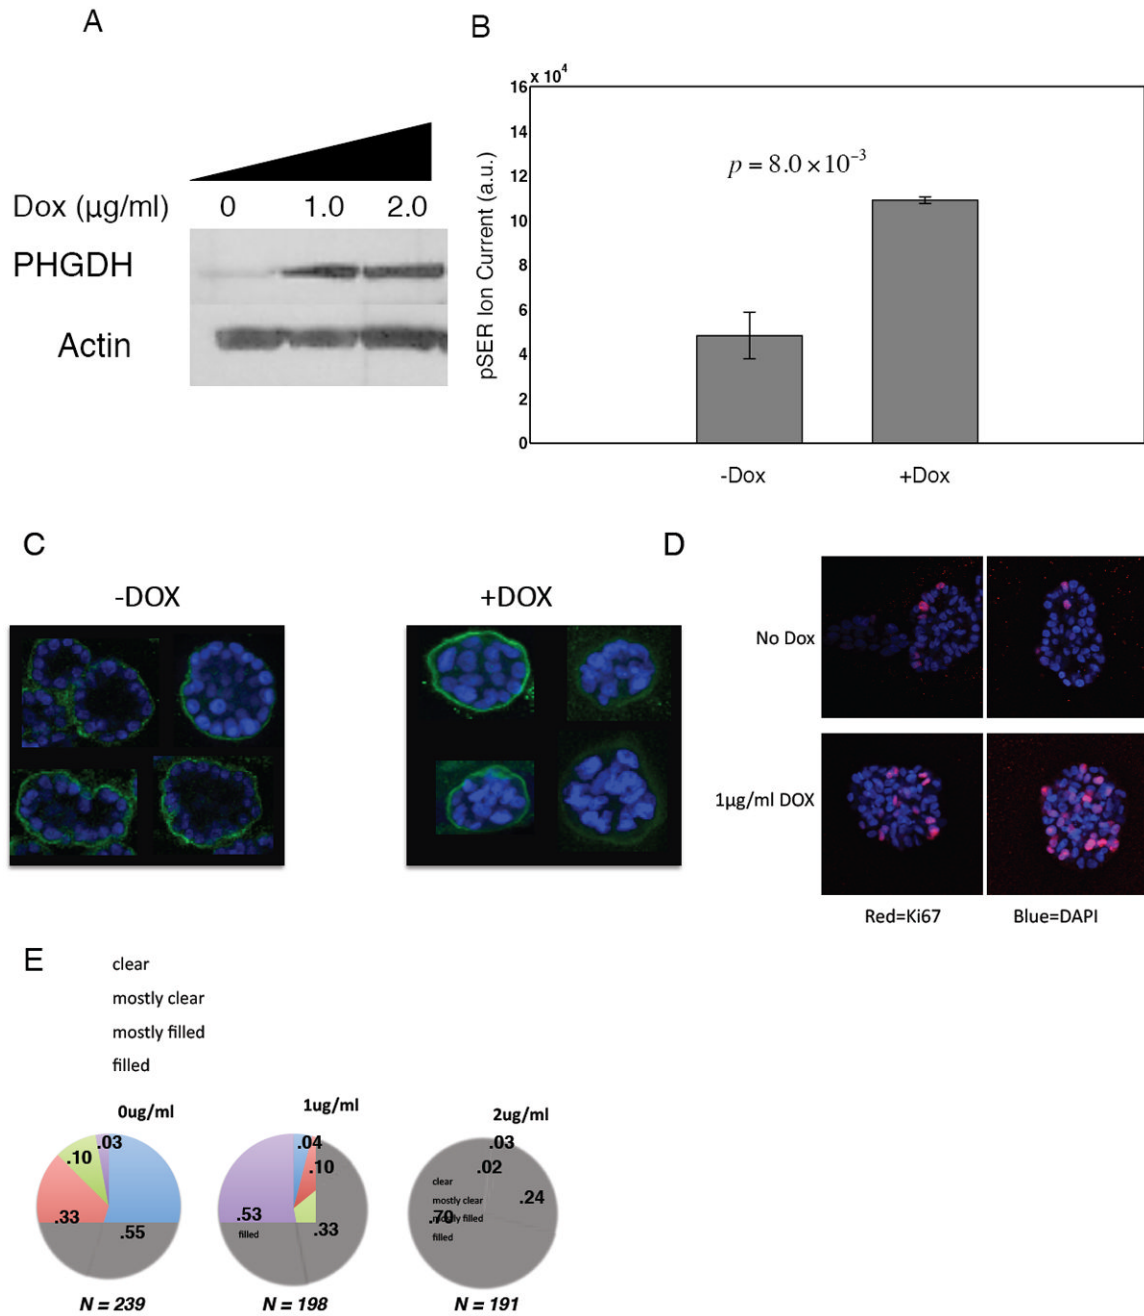 A
Dox (µg/ml) 0 1.0 2.0
PHGDH
Actin
B
x 10⁴
16
14
12
10
8
6
4
2
0
pSER Ion Current (a.u.)
p = 8.0 × 10⁻³
-Dox +Dox
C
-DOX +DOX
D
No Dox
1µg/ml DOX
Red=Ki67 Blue=DAPI
E
clear
mostly clear
mostly filled
filled
0ug/ml
.03
.10
.33
.55
N = 239
1ug/ml
.04
.10
.53
.33
filled
N = 198
2ug/ml
.03
.02
.24
.70
clear
mostly clear
mostly filled
filled
N = 191